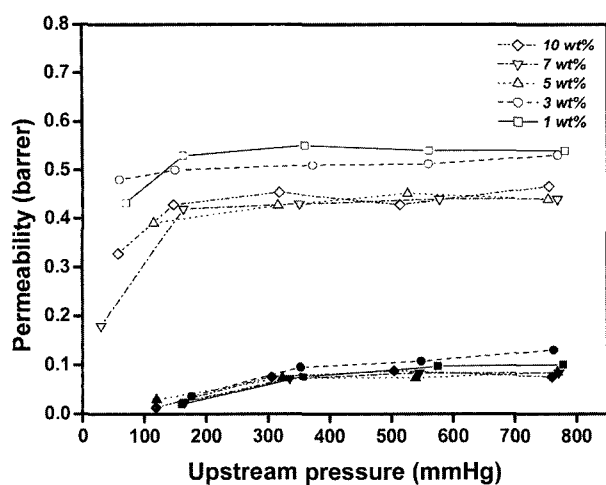 0.8
0.7
0.6
0.5
0.4
0.3
0.2
0.1
0.0
Permeability (barrer)
10 wt%
7 wt%
5 wt%
3 wt%
1 wt%
0 100 200 300 400 500 600 700 800
Upstream pressure (mmHg)